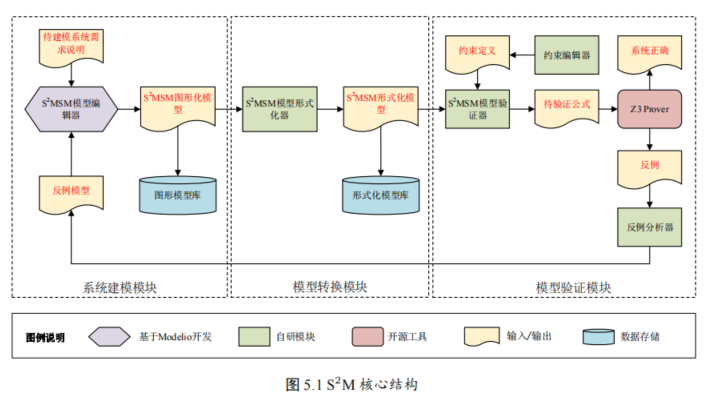 待建模系统需
求说明
S²MSM模型编
辑器
反例模型
S²MSM图形化模
型
图形模型库
系统建模模块
S²MSM模型形式
化器
S²MSM形式化模
型
形式化模型库
模型转换模块
约束定义
约束编辑器
系统正确
S²MSM模型验
证器
待验证公式
Z3 Prover
反例
反例分析器
模型验证模块
图例说明
基于Modelio开发
自研模块
开源工具
输入/输出
数据存储
图 5.1 S²M 核心结构